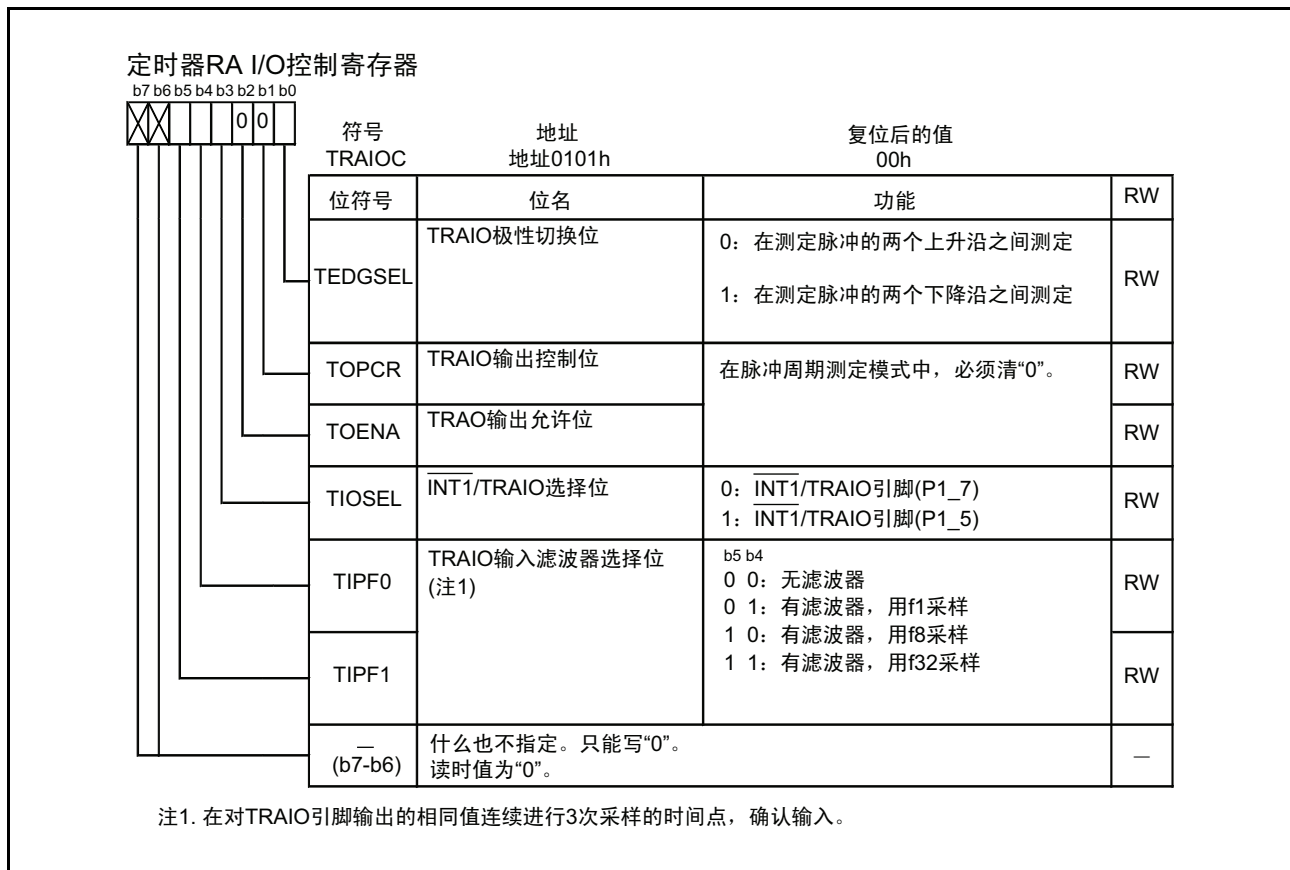 定时器RA I/O控制寄存器
b7 b6 b5 b4 b3 b2 b1 b0
0 0
符号 地址 复位后的值
TRAIOC 地址0101h 00h
位符号 位名 功能 RW
TEDGSEL TRAIO极性切换位 0：在测定脉冲的两个上升沿之间测定 RW
1：在测定脉冲的两个下降沿之间测定
TOPCR TRAIO输出控制位 在脉冲周期测定模式中，必须清“0”。 RW
TOENA TRAO输出允许位 RW
TIOSEL INT1/TRAIO选择位 0：INT1/TRAIO引脚(P1_7) RW
1：INT1/TRAIO引脚(P1_5)
TIPF0 TRAIO输入滤波器选择位 b5 b4 RW
(注1) 0 0：无滤波器
0 1：有滤波器，用f1采样
1 0：有滤波器，用f8采样
TIPF1 1 1：有滤波器，用f32采样 RW
— 什么也不指定。只能写“0”。 —
(b7-b6) 读时值为“0”。
注1. 在对TRAIO引脚输出的相同值连续进行3次采样的时间点，确认输入。